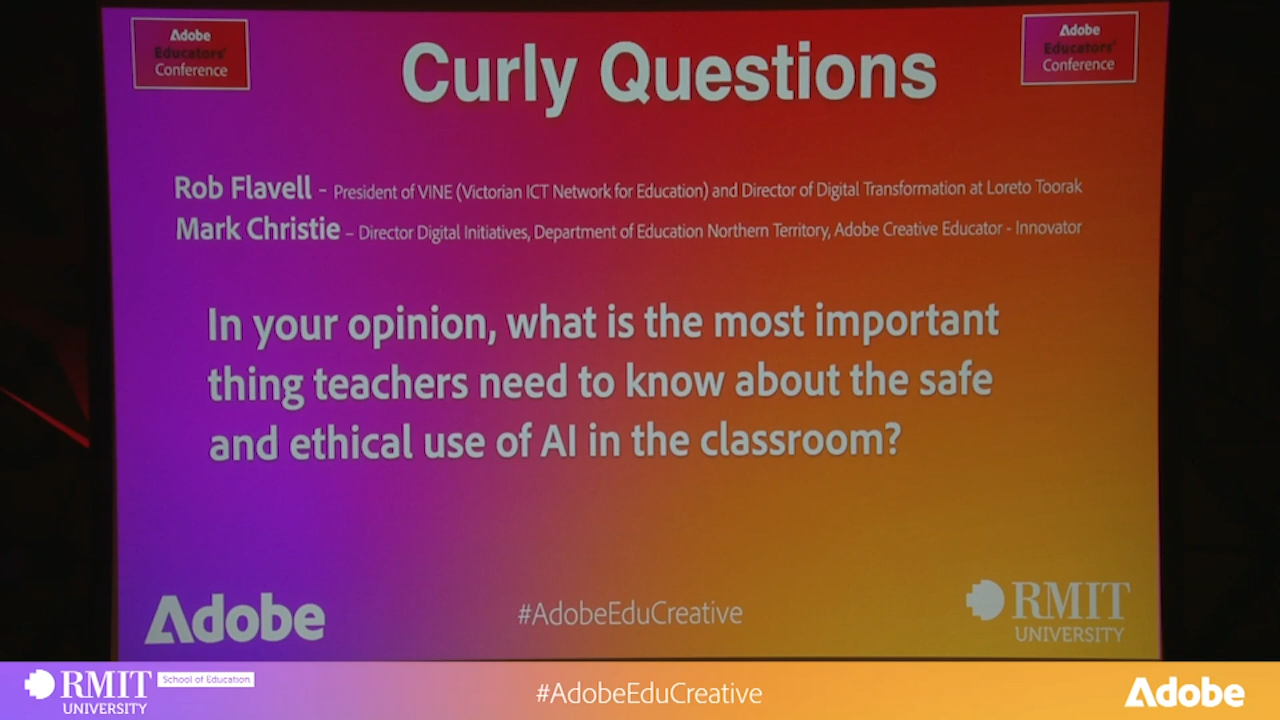 Adobe
Educators'
Conference
Curly Questions
Adobe
Educators'
Conference
Rob Flavell – President of VINE (Victorian ICT Network for Education) and Director of Digital Transformation at Loreto Toorak
Mark Christie – Director Digital Initiatives, Department of Education Northern Territory, Adobe Creative Educator - Innovator
In your opinion, what is the most important
thing teachers need to know about the safe
and ethical use of AI in the classroom?
Adobe
#AdobeEduCreative
RMIT
UNIVERSITY
RMIT
UNIVERSITY
School of Education
#AdobeEduCreative
Adobe